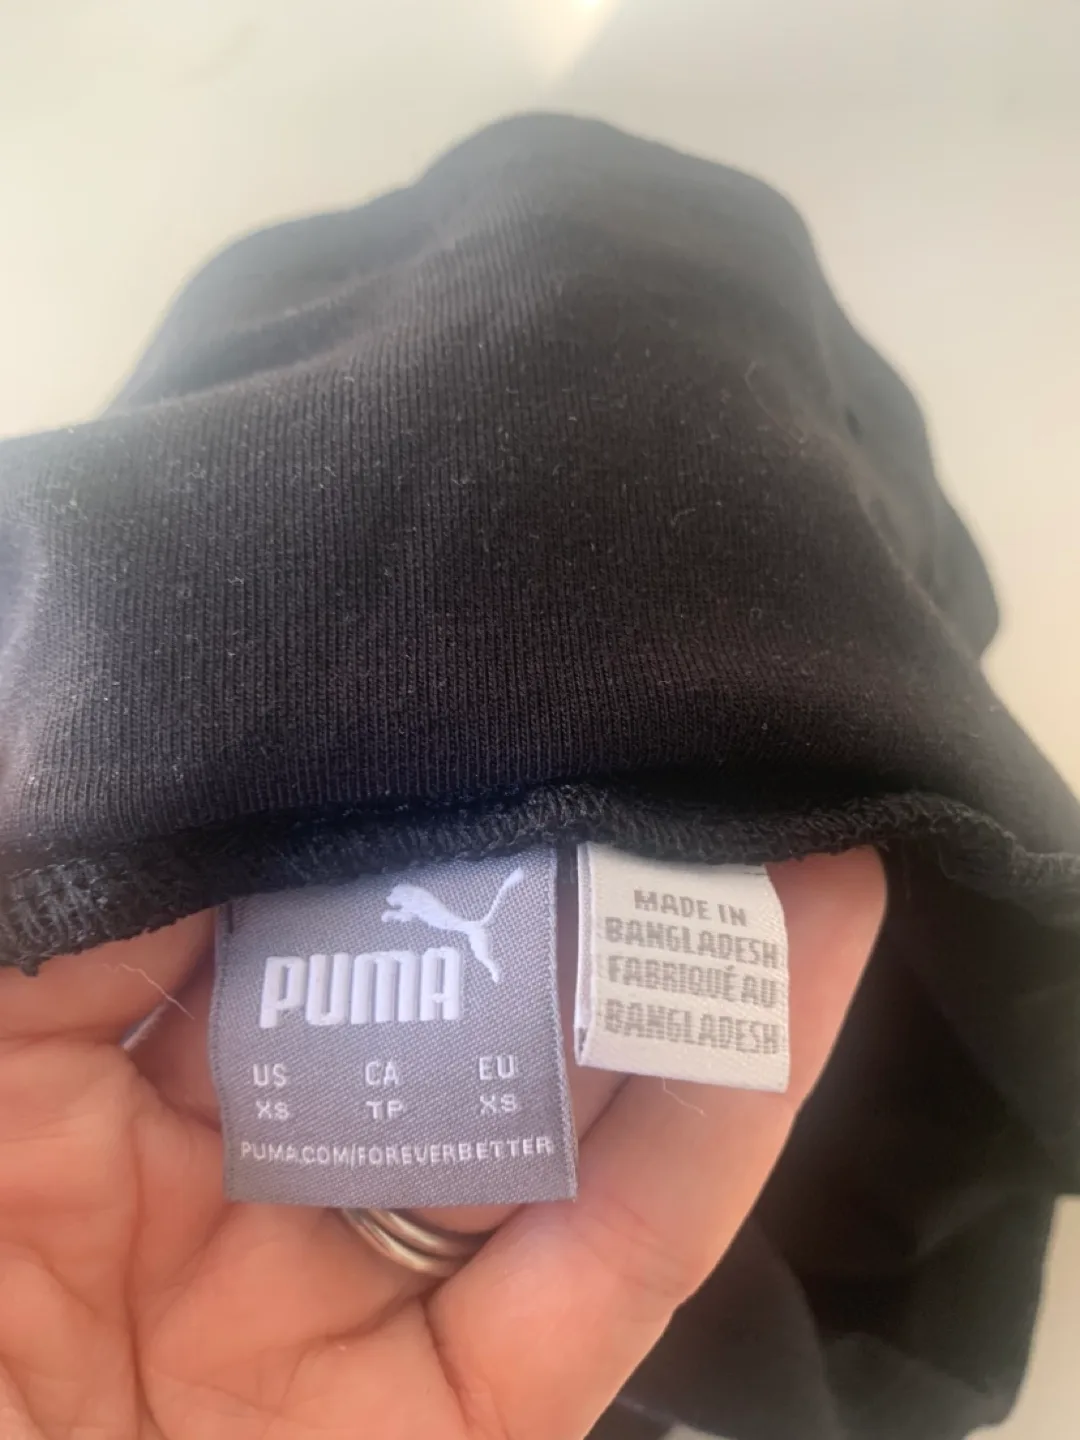 PUMA
US CA EU
XS TP XS
PUMA.COM/FOREVERBETTER
MADE IN
BANGLADESH
FABRIQUÉ AU
BANGLADESH